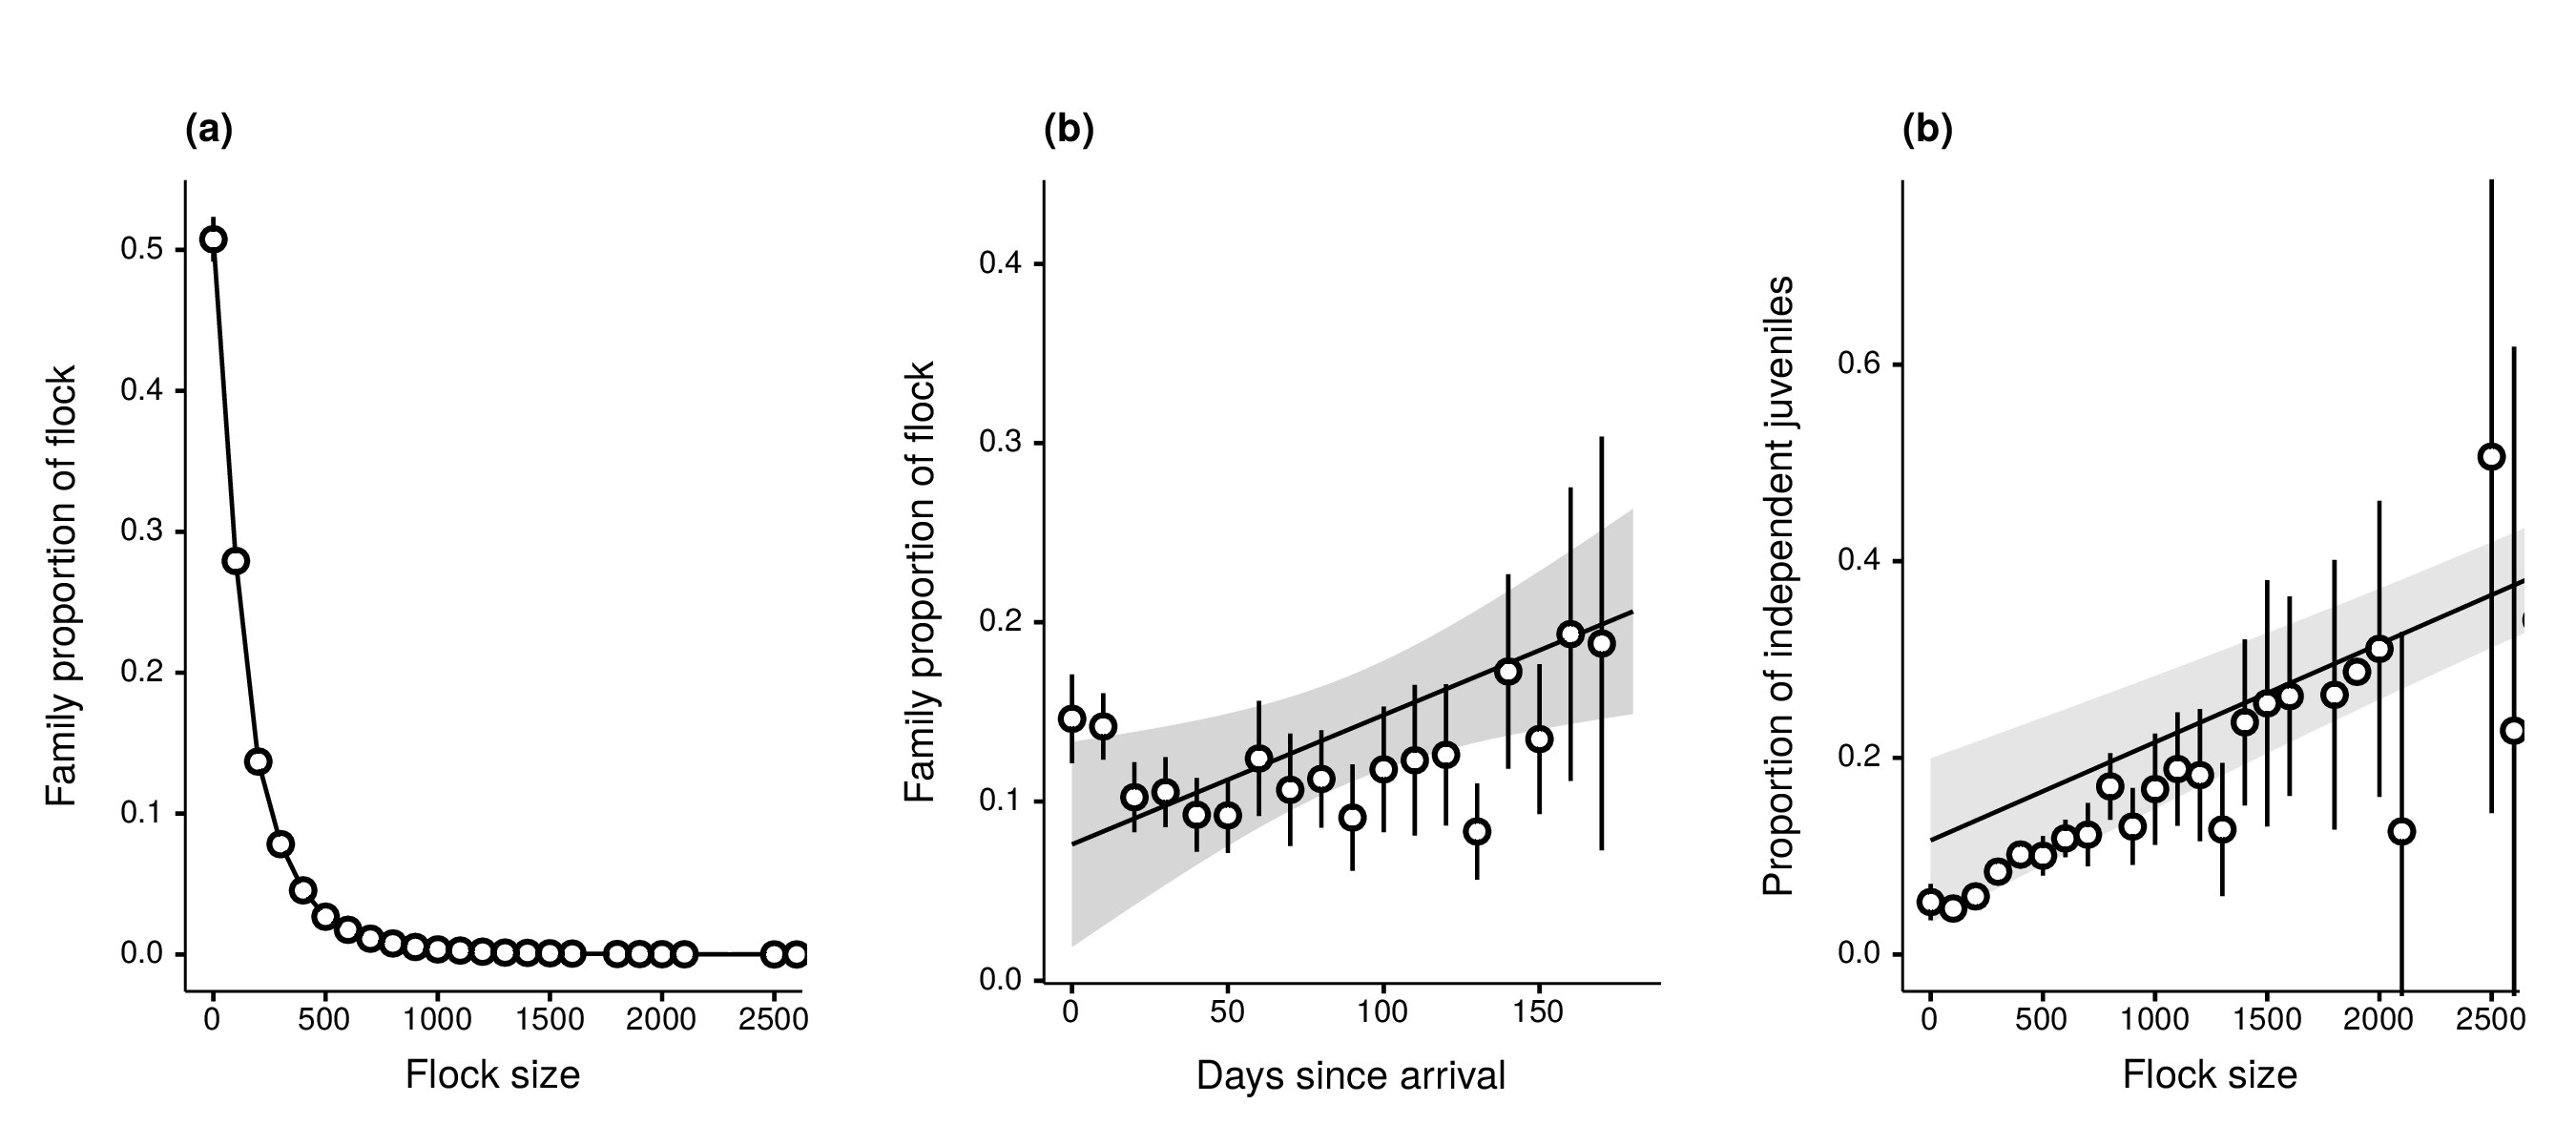 (a)
Family proportion of flock
0.5
0.4
0.3
0.2
0.1
0.0
0 500 1000 1500 2000 2500
Flock size
(b)
Family proportion of flock
0.4
0.3
0.2
0.1
0.0
0 50 100 150
Days since arrival
(b)
Proportion of independent juveniles
0.6
0.4
0.2
0.0
0 500 1000 1500 2000 2500
Flock size